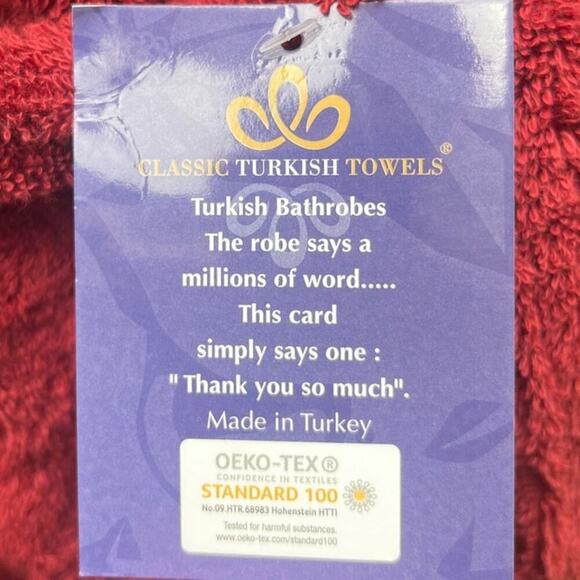 CLASSIC TURKISH TOWELS®
Turkish Bathrobes
The robe says a
millions of word.....
This card
simply says one :
"Thank you so much".
Made in Turkey
OEKO-TEX®
CONFIDENCE IN TEXTILES
STANDARD 100
No.09.HTR.68983 Hohenstein HTTI
Tested for harmful substances.
www.oeko-tex.com/standard100